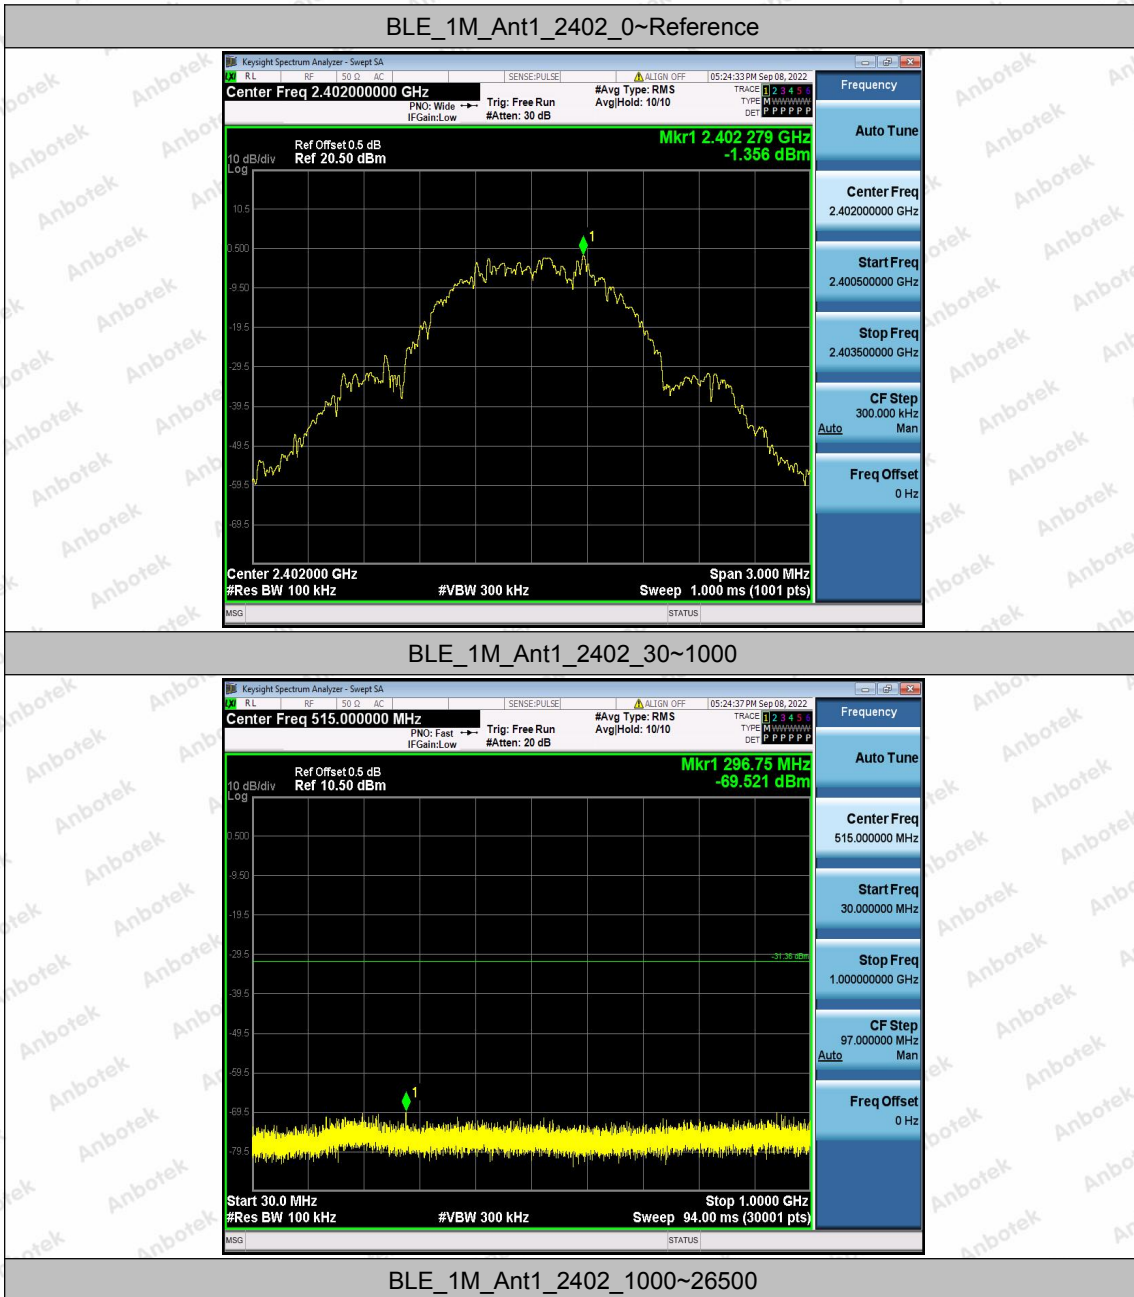 BLE_1M_Ant1_2402_0~Reference
Keysight Spectrum Analyzer - Swept SA
LXI RL RF 50 Ω AC SENSE:PULSE ALIGN OFF 05:24:33 PM Sep 08, 2022
Center Freq 2.402000000 GHz
PNO: Wide
IFGain:Low
Trig: Free Run
#Atten: 30 dB
#Avg Type: RMS
Avg|Hold: 10/10
TRACE 1 2 3 4 5 6
TYPE M W W W W W
DET P P P P P P
Mkr1 2.402 279 GHz
-1.356 dBm
Ref Offset 0.5 dB
10 dB/div Ref 20.50 dBm
Log
10.5
0.500
-9.50
-19.5
-29.5
-39.5
-49.5
-59.5
-69.5
1
Center 2.402000 GHz Span 3.000 MHz
#Res BW 100 kHz #VBW 300 kHz Sweep 1.000 ms (1001 pts)
MSG STATUS
Frequency
Auto Tune
Center Freq
2.402000000 GHz
Start Freq
2.400500000 GHz
Stop Freq
2.403500000 GHz
CF Step
300.000 kHz
Auto Man
Freq Offset
0 Hz
BLE_1M_Ant1_2402_30~1000
Keysight Spectrum Analyzer - Swept SA
LXI RL RF 50 Ω AC SENSE:PULSE ALIGN OFF 05:24:37 PM Sep 08, 2022
Center Freq 515.000000 MHz
PNO: Fast
IFGain:Low
Trig: Free Run
#Atten: 20 dB
#Avg Type: RMS
Avg|Hold: 10/10
TRACE 1 2 3 4 5 6
TYPE M W W W W W
DET P P P P P P
Mkr1 296.75 MHz
-69.521 dBm
Ref Offset 0.5 dB
10 dB/div Ref 10.50 dBm
Log
0.500
-9.50
-19.5
-29.5
-39.5
-49.5
-59.5
-69.5
-79.5
-31.36 dBm
1
Start 30.0 MHz Stop 1.0000 GHz
#Res BW 100 kHz #VBW 300 kHz Sweep 94.00 ms (30001 pts)
MSG STATUS
Frequency
Auto Tune
Center Freq
515.000000 MHz
Start Freq
30.000000 MHz
Stop Freq
1.000000000 GHz
CF Step
97.000000 MHz
Auto Man
Freq Offset
0 Hz
BLE_1M_Ant1_2402_1000~26500
Anbotek